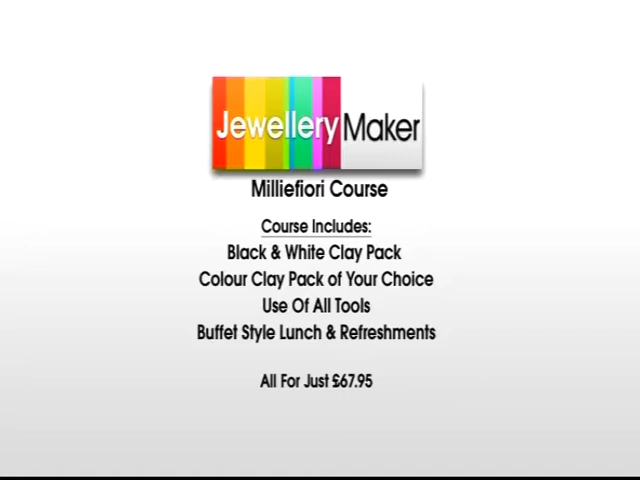 Jewellery Maker
Milliefiori Course
Course Includes:
Black & White Clay Pack
Colour Clay Pack of Your Choice
Use Of All Tools
Buffet Style Lunch & Refreshments
All For Just £67.95